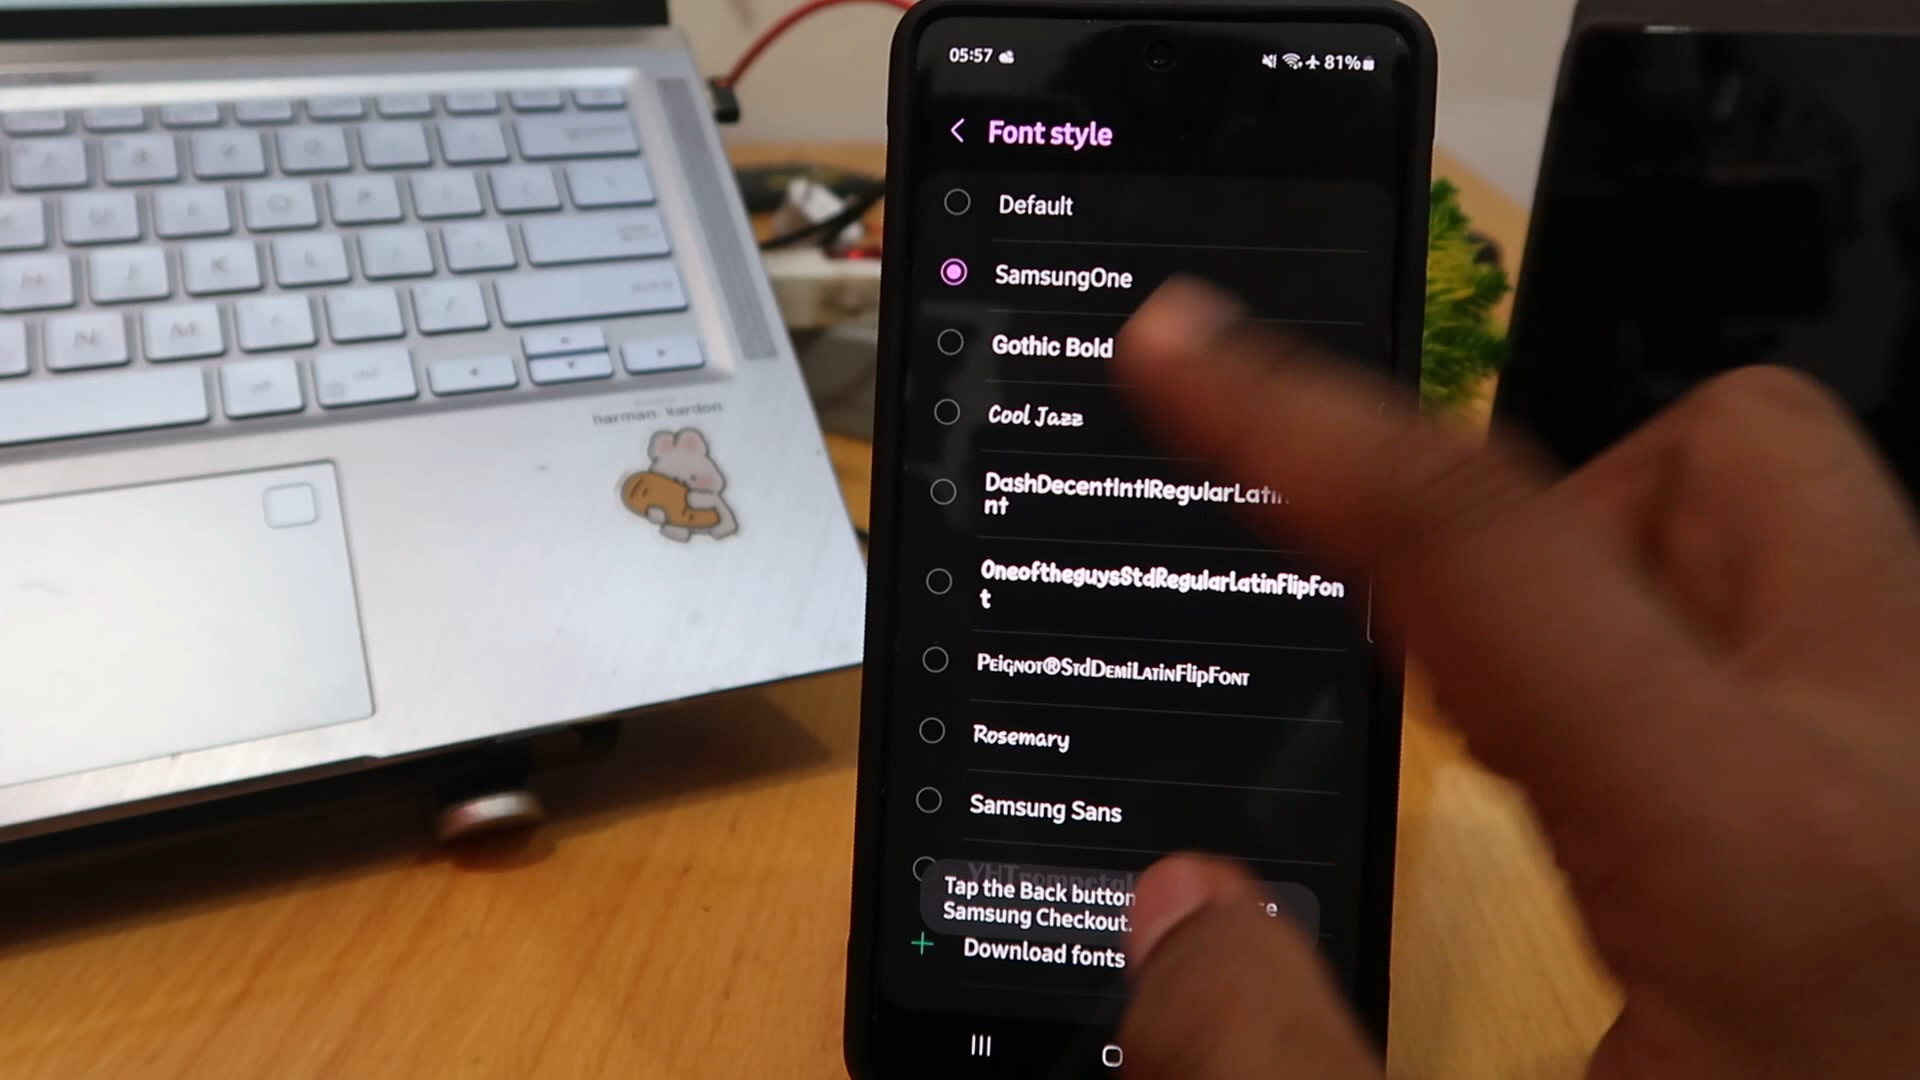 05:57
81%
Font style
Default
SamsungOne
Gothic Bold
Cool Jazz
DashDecentIntlRegularLatin
nt
OneoftheguysStdRegularLatinFlipFon
t
Peignot®StdDemiLatinFlipFont
Rosemary
Samsung Sans
Tap the Back button
Samsung Checkout.
Download fonts
harman/kardon